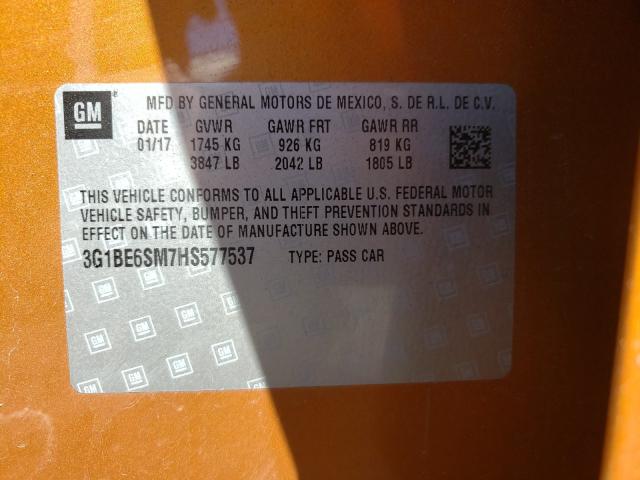 GM
MFD BY GENERAL MOTORS DE MEXICO, S. DE R.L. DE C.V.
DATE GVWR GAWR FRT GAWR RR
01/17 1745 KG 926 KG 819 KG
3847 LB 2042 LB 1805 LB
THIS VEHICLE CONFORMS TO ALL APPLICABLE U.S. FEDERAL MOTOR
VEHICLE SAFETY, BUMPER, AND THEFT PREVENTION STANDARDS IN
EFFECT ON THE DATE OF MANUFACTURE SHOWN ABOVE.
3G1BE6SM7HS577537 TYPE: PASS CAR